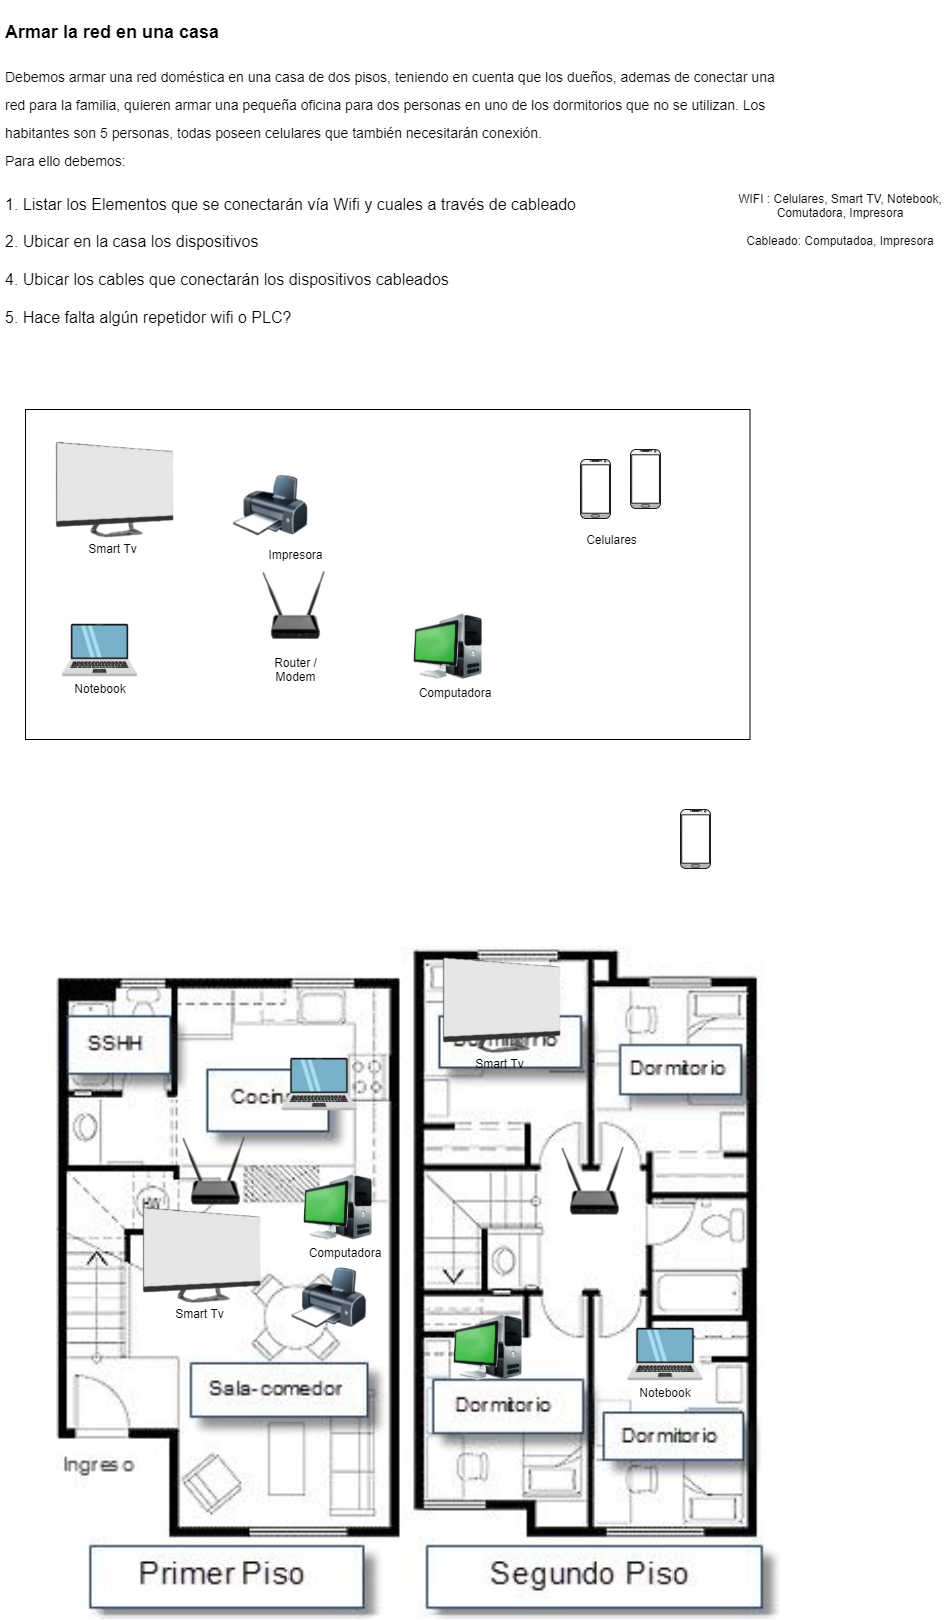 Armar la red en una casa
Debemos armar una red doméstica en una casa de dos pisos, teniendo en cuenta que los dueños, ademas de conectar una
red para la familia, quieren armar una pequeña oficina para dos personas en uno de los dormitorios que no se utilizan. Los
habitantes son 5 personas, todas poseen celulares que también necesitarán conexión.
Para ello debemos:
1. Listar los Elementos que se conectarán vía Wifi y cuales a través de cableado
WIFI : Celulares, Smart TV, Notebook,
Comutadora, Impresora
2. Ubicar en la casa los dispositivos
Cableado: Computadoa, Impresora
4. Ubicar los cables que conectarán los dispositivos cableados
5. Hace falta algún repetidor wifi o PLC?
Smart Tv
Impresora
Celulares
Router /
Modem
Notebook
Computadora
SSHH
Cocin
Smart Tv
Dormitorio
Computadora
Smart Tv
Sala-comedor
Notebook
Dormitorio
Dormitorio
Ingreso
Primer Piso
Segundo Piso